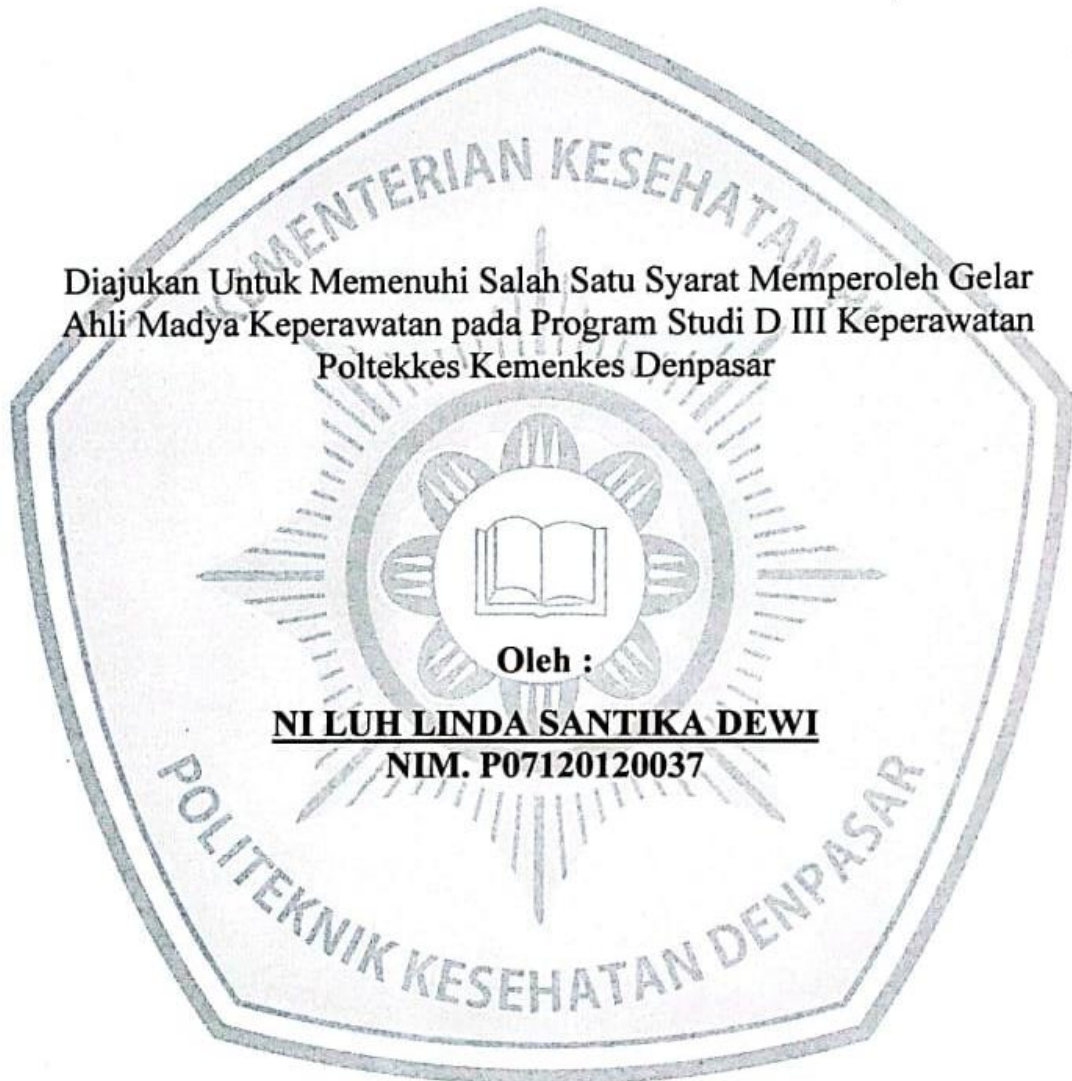 KEMENTERIAN KESEHATAN RI
Diajukan Untuk Memenuhi Salah Satu Syarat Memperoleh Gelar
Ahli Madya Keperawatan pada Program Studi D III Keperawatan
Poltekkes Kemenkes Denpasar
Oleh :
NI LUH LINDA SANTIKA DEWI
NIM. P07120120037
POLITEKNIK KESEHATAN DENPASAR